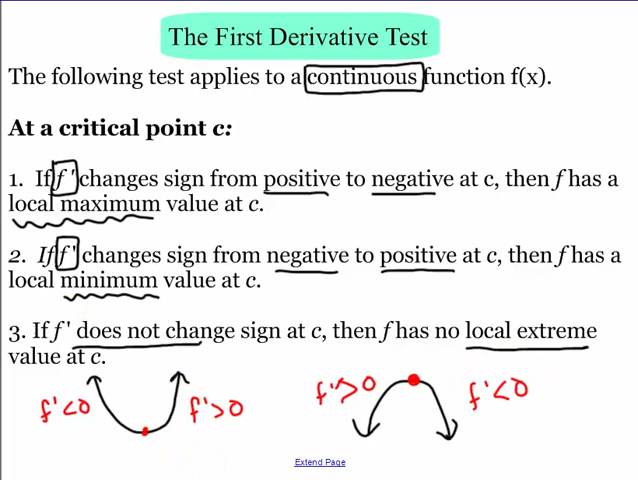 The First Derivative Test
The following test applies to a continuous function f(x).
At a critical point c:
1. If f ' changes sign from positive to negative at c, then f has a
local maximum value at c.
2. If f ' changes sign from negative to positive at c, then f has a
local minimum value at c.
3. If f ' does not change sign at c, then f has no local extreme
value at c.
f'<0 f'>0 f'>0 f'<0
Extend Page